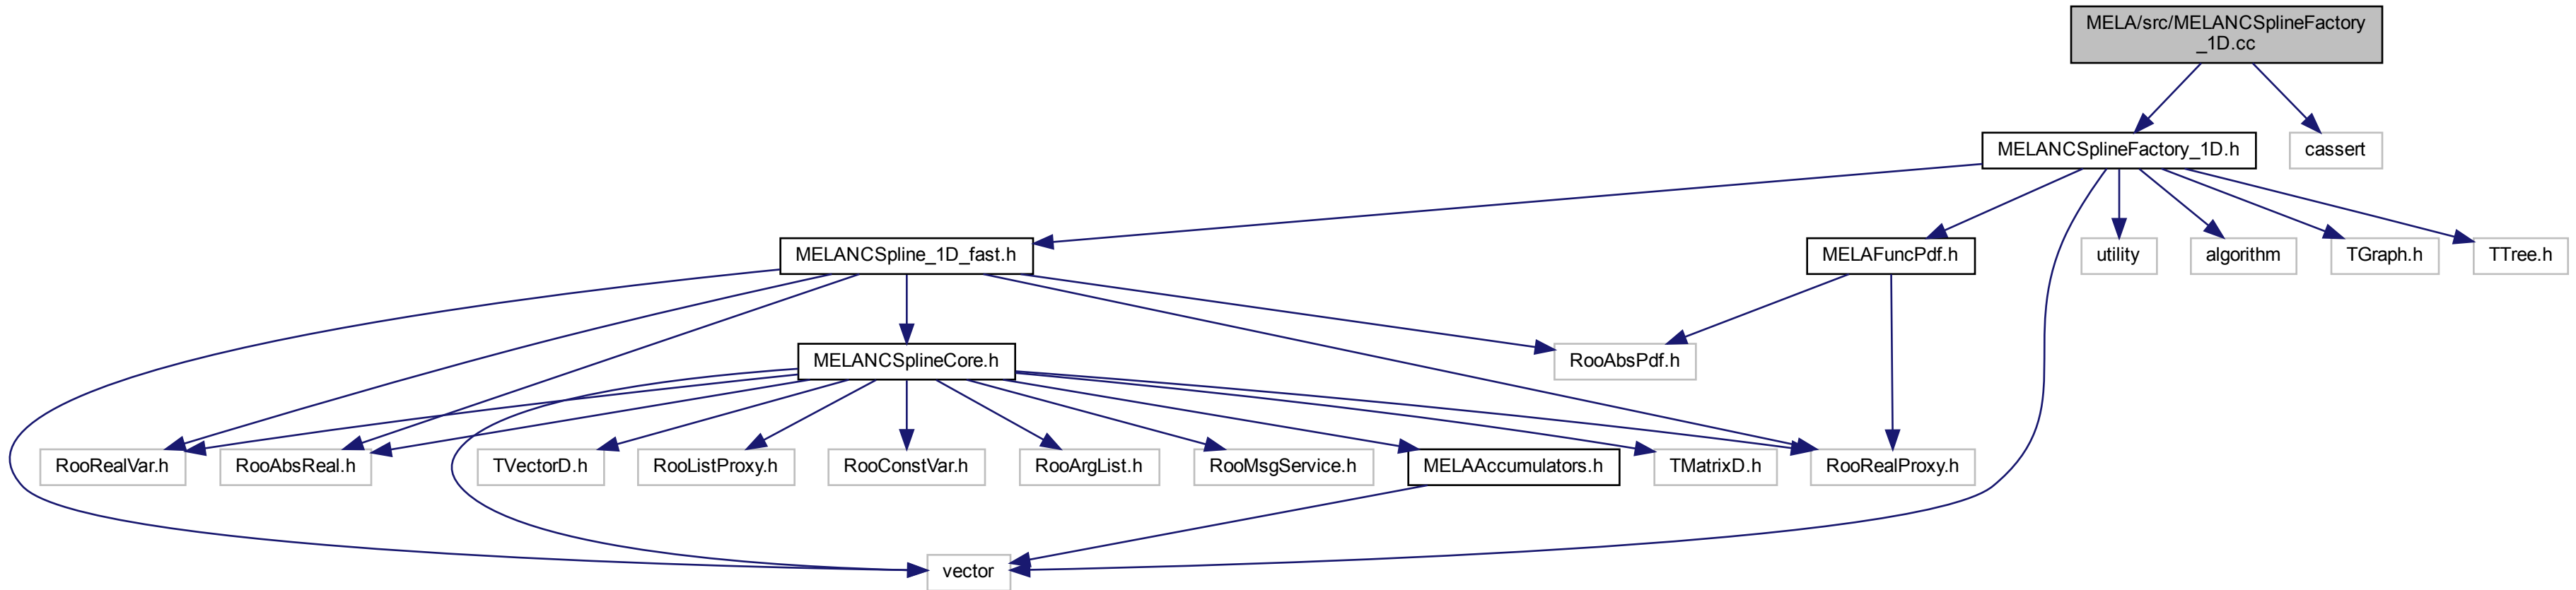 MELA/src/MELANCSplineFactory
_1D.cc
MELANCSplineFactory_1D.h
cassert
MELANCSpline_1D_fast.h
MELAFuncPdf.h
utility
algorithm
TGraph.h
TTree.h
MELANCSplineCore.h
RooAbsPdf.h
RooRealVar.h
RooAbsReal.h
TVectorD.h
RooListProxy.h
RooConstVar.h
RooArgList.h
RooMsgService.h
MELAAccumulators.h
TMatrixD.h
RooRealProxy.h
vector